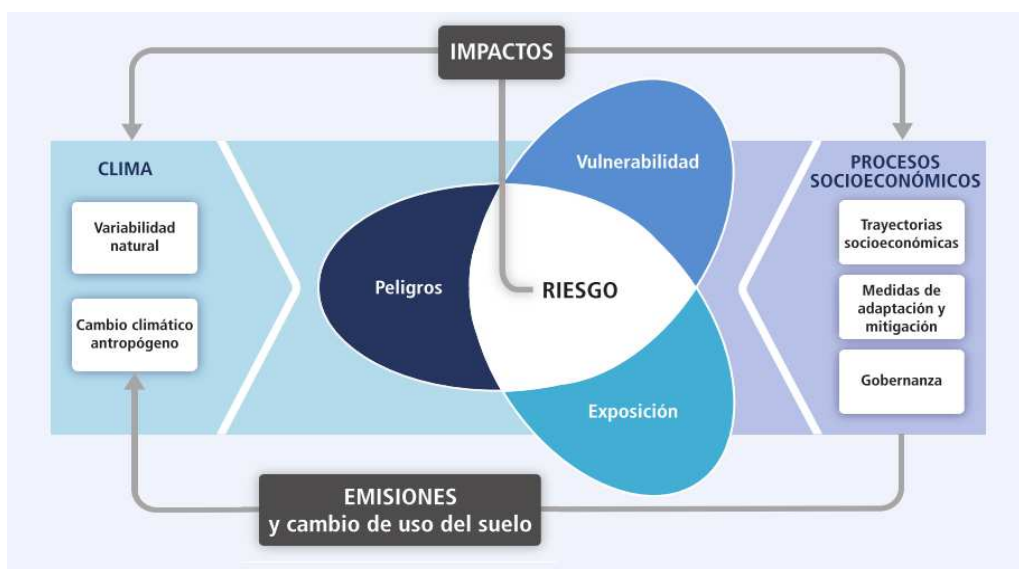 IMPACTOS
CLIMA
Variabilidad
natural
Cambio climático
antropógeno
Vulnerabilidad
Peligros
RIESGO
Exposición
PROCESOS
SOCIOECONÓMICOS
Trayectorias
socioeconómicas
Medidas de
adaptación y
mitigación
Gobernanza
EMISIONES
y cambio de uso del suelo